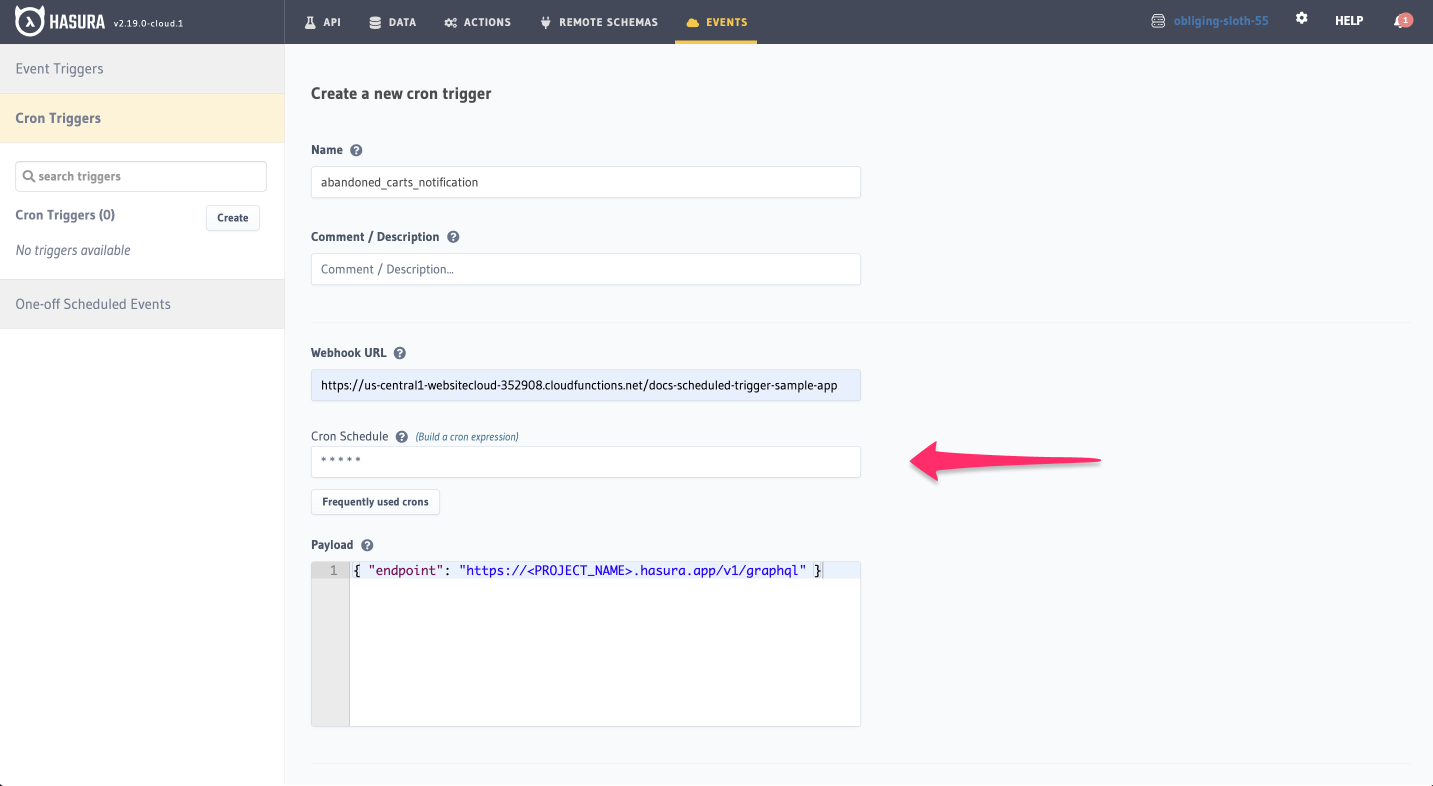 HASURA v2.19.0-cloud.1
API DATA ACTIONS REMOTE SCHEMAS EVENTS
obliging-sloth-55 HELP 1
Event Triggers
Cron Triggers
search triggers
Cron Triggers (0) Create
No triggers available
One-off Scheduled Events
Create a new cron trigger
Name ?
abandoned_carts_notification
Comment / Description ?
Comment / Description...
Webhook URL ?
https://us-central1-websitecloud-352908.cloudfunctions.net/docs-scheduled-trigger-sample-app
Cron Schedule ? (Build a cron expression)
* * * * *
Frequently used crons
Payload ?
1 { "endpoint": "https://<PROJECT_NAME>.hasura.app/v1/graphql" }